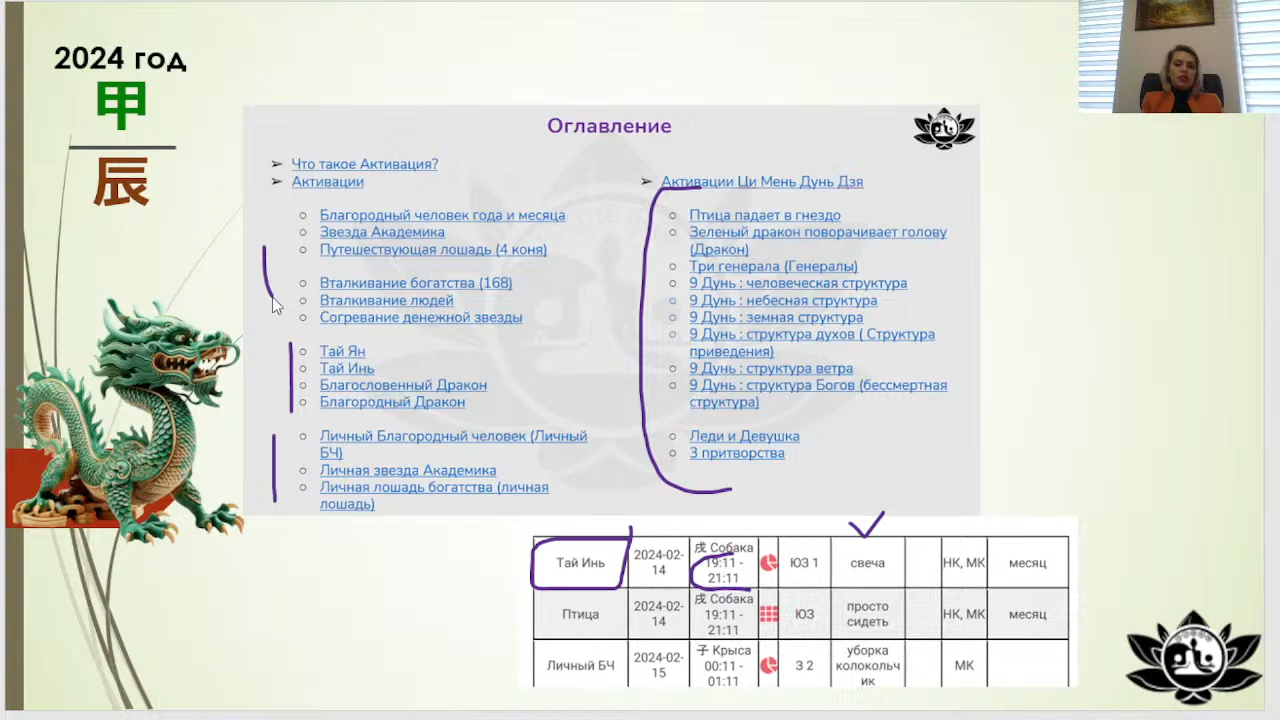 2024 год
甲
辰
Оглавление
Что такое Активация?
Активации
Благородный человек года и месяца
Звезда Академика
Путешествующая лошадь (4 коня)
Вталкивание богатства (168)
Вталкивание людей
Согревание денежной звезды
Тай Ян
Тай Инь
Благословенный Дракон
Благородный Дракон
Личный Благородный человек (Личный
БЧ)
Личная звезда Академика
Личная лошадь богатства (личная
лошадь)
Активации Ци Мень Дунь Дзя
Птица падает в гнездо
Зеленый дракон поворачивает голову
(Дракон)
Три генерала (Генералы)
9 Дунь : человеческая структура
9 Дунь : небесная структура
9 Дунь : земная структура
9 Дунь : структура духов ( Структура
приведения)
9 Дунь : структура ветра
9 Дунь : структура Богов (бессмертная
структура)
Леди и Девушка
3 притворства
Тай Инь 2024-02-14 戌 Собака 19:11 - 21:11 ЮЗ 1 свеча НК, МК месяц
Птица 2024-02-14 戌 Собака 19:11 - 21:11 ЮЗ просто сидеть НК, МК месяц
Личный БЧ 2024-02-15 子 Крыса 00:11 - 01:11 З 2 уборка колокольчик МК